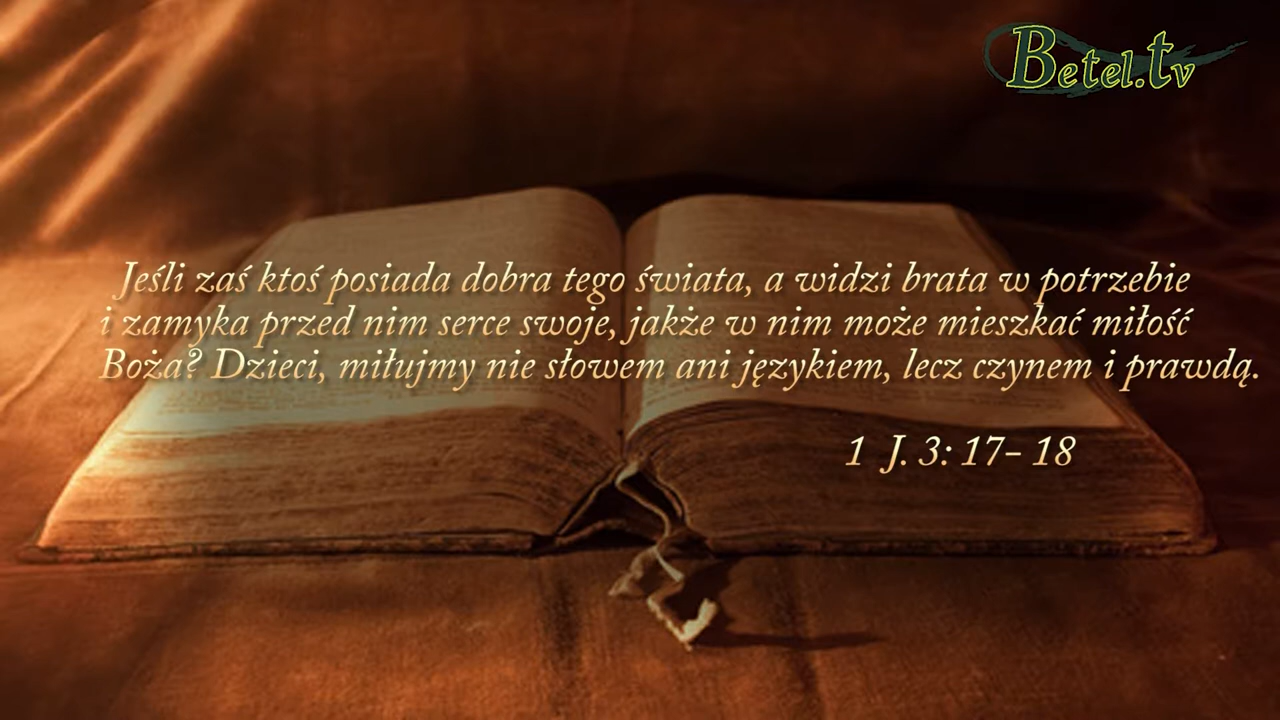 Betel.tv
Jeśli zaś ktoś posiada dobra tego świata, a widzi brata w potrzebie
i zamyka przed nim serce swoje, jakże w nim może mieszkać miłość
Boża? Dzieci, miłujmy nie słowem ani językiem, lecz czynem i prawdą.
1 J. 3: 17– 18